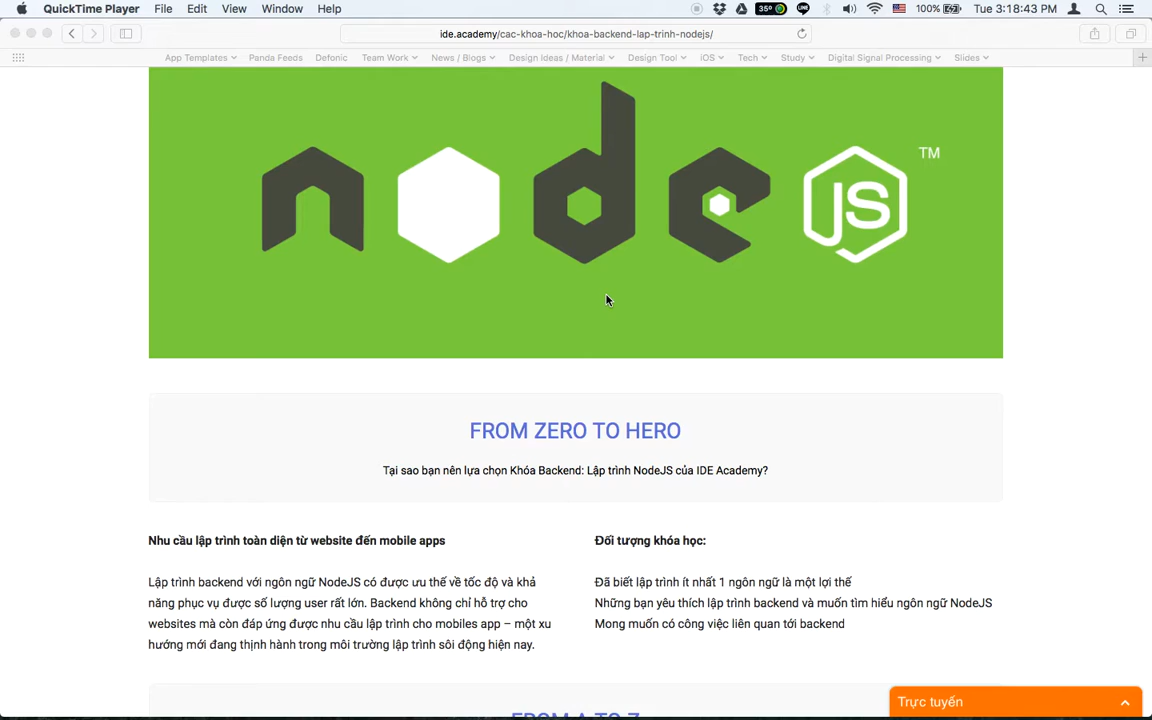 QuickTime Player File Edit View Window Help 35° LINE 100% Tue 3:18:43 PM
ide.academy/cac-khoa-hoc/khoa-backend-lap-trinh-nodejs/
App Templates Panda Feeds Defonic Team Work News / Blogs Design Ideas / Material Design Tool iOS Tech Study Digital Signal Processing Slides
node JS TM
FROM ZERO TO HERO
Tại sao bạn nên lựa chọn Khóa Backend: Lập trình NodeJS của IDE Academy?
Nhu cầu lập trình toàn diện từ website đến mobile apps
Lập trình backend với ngôn ngữ NodeJS có được ưu thế về tốc độ và khả
năng phục vụ được số lượng user rất lớn. Backend không chỉ hỗ trợ cho
websites mà còn đáp ứng được nhu cầu lập trình cho mobiles app – một xu
hướng mới đang thịnh hành trong môi trường lập trình sôi động hiện nay.
Đối tượng khóa học:
Đã biết lập trình ít nhất 1 ngôn ngữ là một lợi thế
Những bạn yêu thích lập trình backend và muốn tìm hiểu ngôn ngữ NodeJS
Mong muốn có công việc liên quan tới backend
FROM A TO Z
Trực tuyến